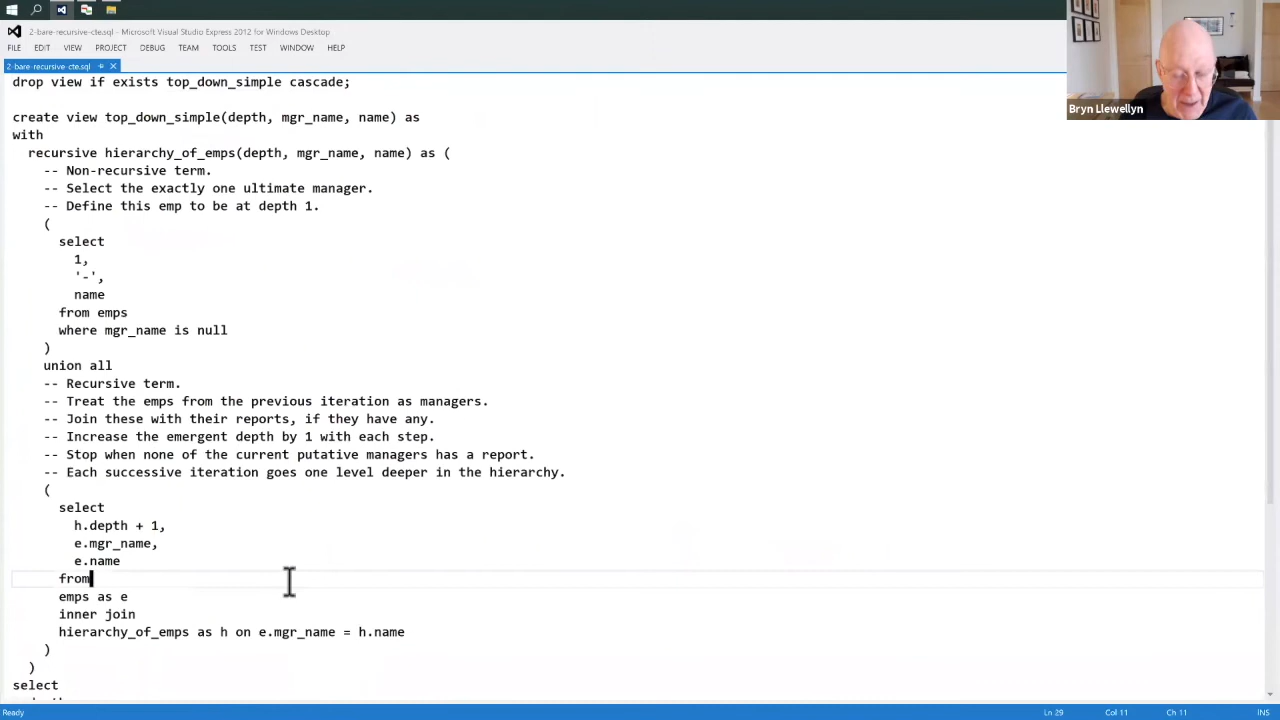 2-bare-recursive-cte.sql - Microsoft Visual Studio Express 2012 for Windows Desktop
FILE EDIT VIEW PROJECT DEBUG TEAM TOOLS TEST WINDOW HELP
2-bare-recursive-cte.sql
Bryn Llewellyn
drop view if exists top_down_simple cascade;
create view top_down_simple(depth, mgr_name, name) as
with
recursive hierarchy_of_emps(depth, mgr_name, name) as (
-- Non-recursive term.
-- Select the exactly one ultimate manager.
-- Define this emp to be at depth 1.
(
select
1,
'-',
name
from emps
where mgr_name is null
)
union all
-- Recursive term.
-- Treat the emps from the previous iteration as managers.
-- Join these with their reports, if they have any.
-- Increase the emergent depth by 1 with each step.
-- Stop when none of the current putative managers has a report.
-- Each successive iteration goes one level deeper in the hierarchy.
(
select
h.depth + 1,
e.mgr_name,
e.name
from
emps as e
inner join
hierarchy_of_emps as h on e.mgr_name = h.name
)
)
select
Ready Ln 29 Col 11 Ch 11 INS